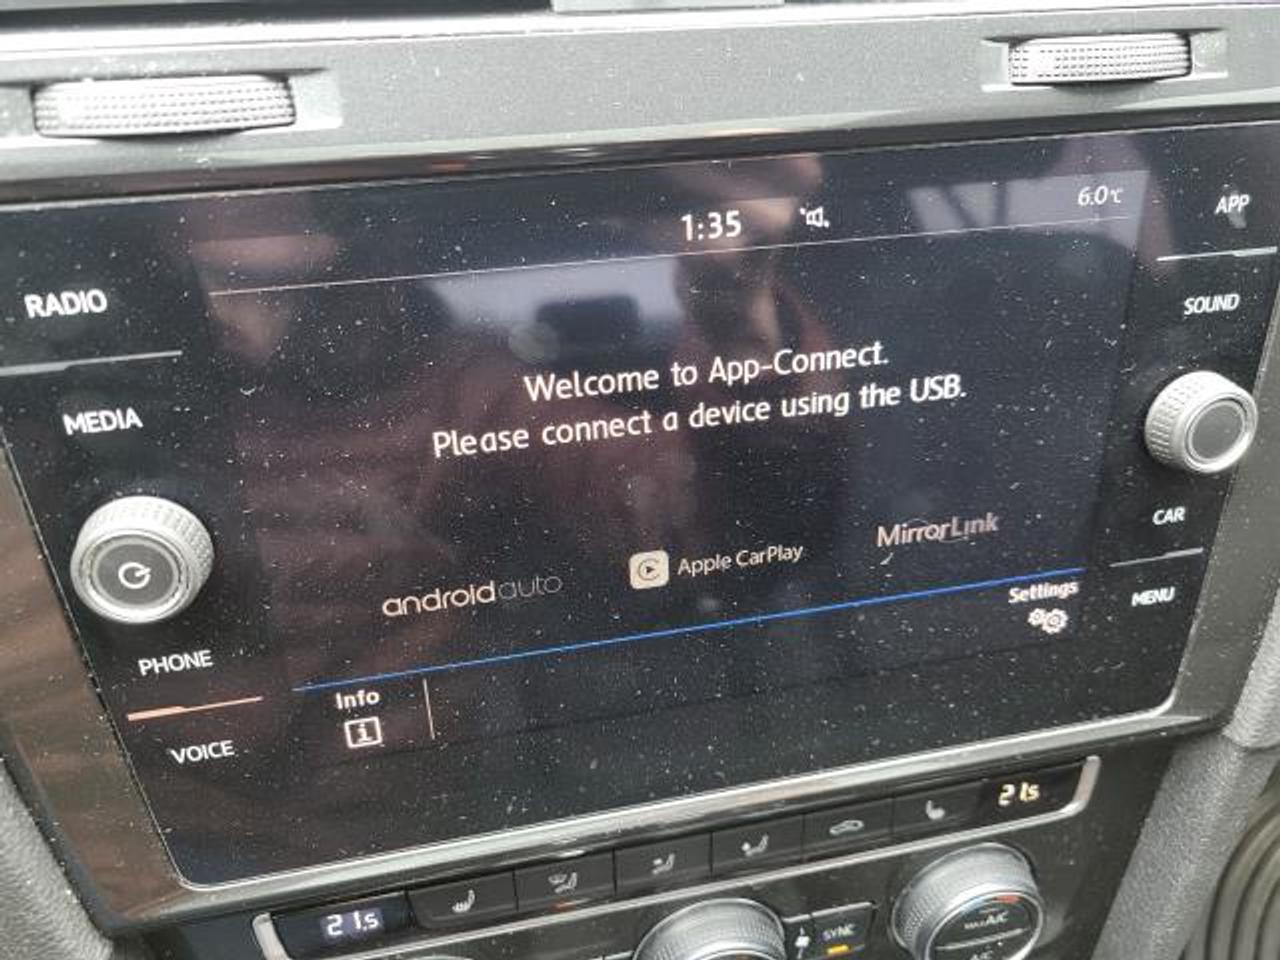 1:35
6.0°C
APP
RADIO
SOUND
MEDIA
Welcome to App-Connect.
Please connect a device using the USB.
CAR
MirrorLink
Apple CarPlay
androidauto
Settings
MENU
PHONE
Info
i
VOICE
21.5
21.5
SYNC
MAX A/C
A/C